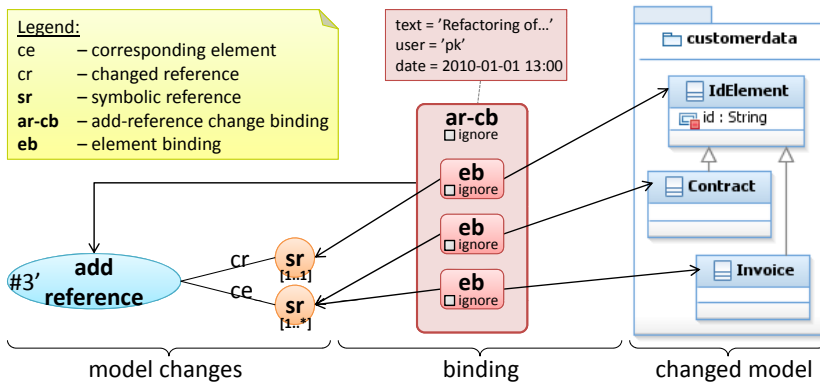 Legend:
ce – corresponding element
cr – changed reference
sr – symbolic reference
ar-cb – add-reference change binding
eb – element binding
text = 'Refactoring of…'
user = 'pk'
date = 2010-01-01 13:00
customerdata
IdElement
id : String
Contract
Invoice
ar-cb
ignore
eb
ignore
eb
ignore
eb
ignore
#3' add
reference
cr
ce
sr
[1..1]
sr
[1..*]
model changes
binding
changed model